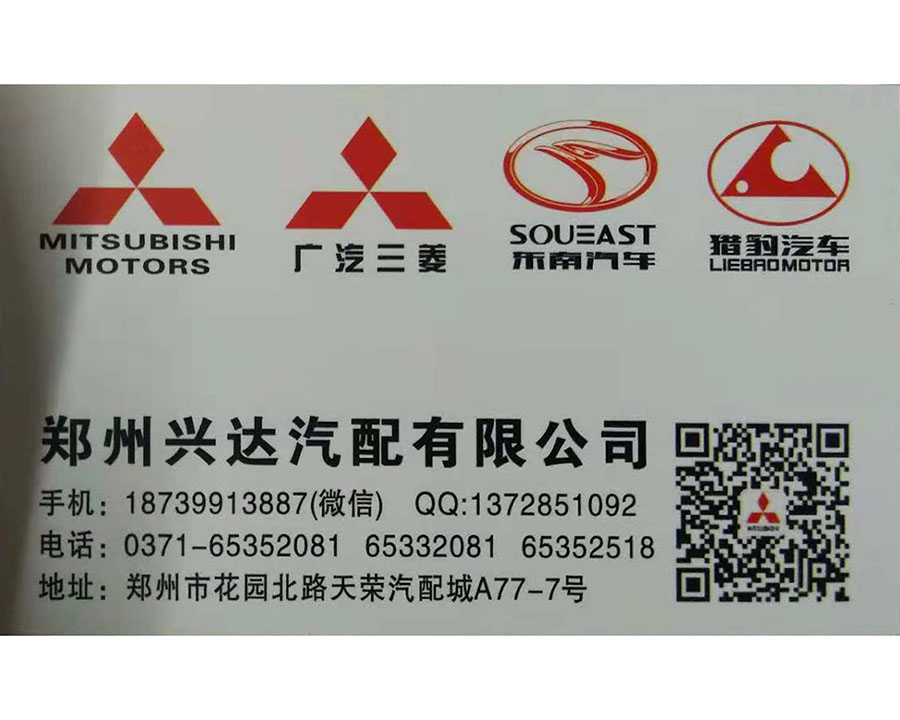 MITSUBISHI
MOTORS
广汽三菱
SOUEAST
东南汽车
猎豹汽车
LIEBAOMOTOR
郑州兴达汽配有限公司
手机：18739913887(微信) QQ:1372851092
电话：0371-65352081 65332081 65352518
地址：郑州市花园北路天荣汽配城A77-7号
MITSUBISHI